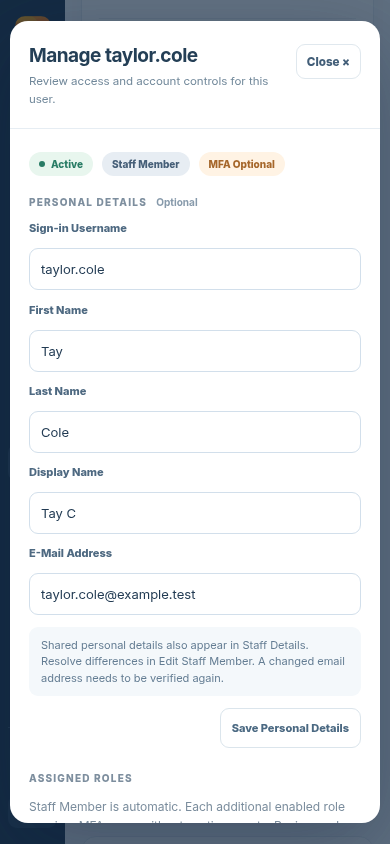 Manage taylor.cole
Close ×
Review access and account controls for this
user.
Active
Staff Member
MFA Optional
PERSONAL DETAILS Optional
Sign-in Username
taylor.cole
First Name
Tay
Last Name
Cole
Display Name
Tay C
E-Mail Address
taylor.cole@example.test
Shared personal details also appear in Staff Details.
Resolve differences in Edit Staff Member. A changed email
address needs to be verified again.
Save Personal Details
ASSIGNED ROLES
Staff Member is automatic. Each additional enabled role